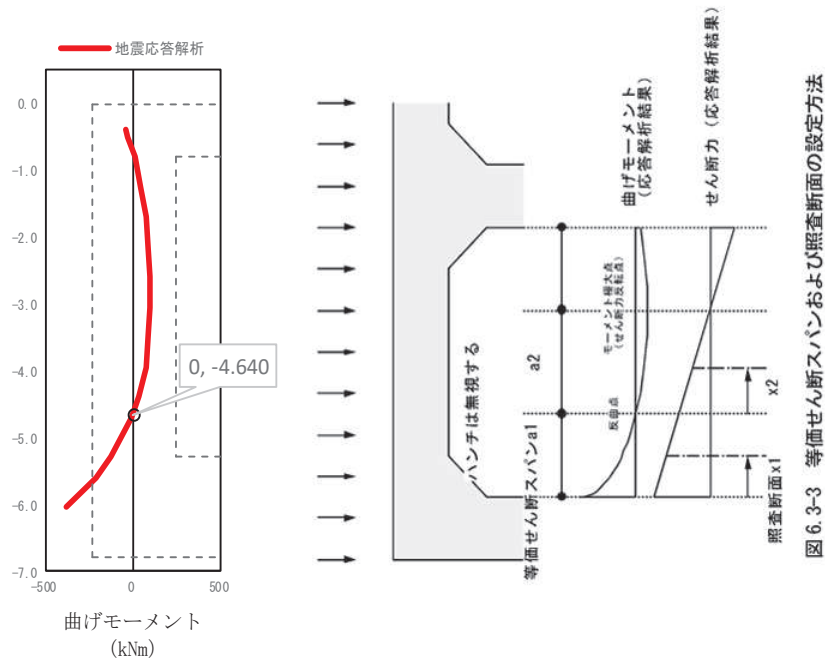 地震応答解析
0.0
-1.0
-2.0
-3.0
-4.0
-5.0
-6.0
-7.0
-500
0
500
0, -4.640
曲げモーメント
(kNm)
ハンチは無視する
等価せん断スパンa1
a2
反曲点
モーメント極大点
(せん断力反転点)
曲げモーメント
(応答解析結果)
せん断力 (応答解析結果)
照査断面x1
x2
図 6.3-3 等価せん断スパンおよび照査断面の設定方法